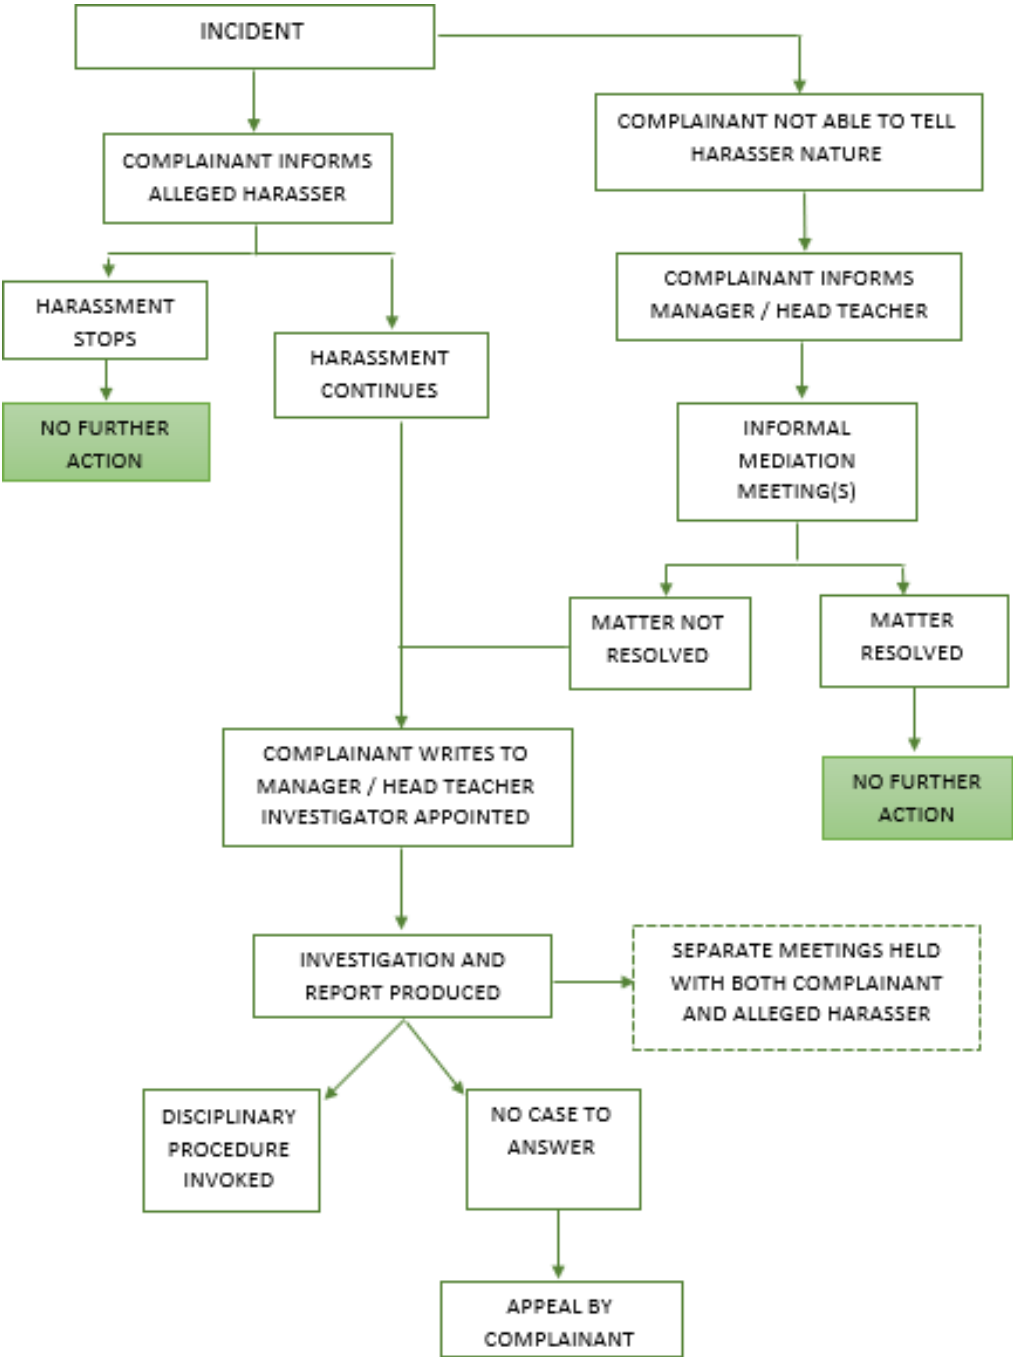 INCIDENT
COMPLAINANT NOT ABLE TO TELL
HARASSER NATURE
COMPLAINANT INFORMS
ALLEGED HARASSER
COMPLAINANT INFORMS
MANAGER / HEAD TEACHER
HARASSMENT
STOPS
HARASSMENT
CONTINUES
NO FURTHER
ACTION
INFORMAL
MEDIATION
MEETING(S)
MATTER NOT
RESOLVED
MATTER
RESOLVED
COMPLAINANT WRITES TO
MANAGER / HEAD TEACHER
INVESTIGATOR APPOINTED
NO FURTHER
ACTION
INVESTIGATION AND
REPORT PRODUCED
SEPARATE MEETINGS HELD
WITH BOTH COMPLAINANT
AND ALLEGED HARASSER
DISCIPLINARY
PROCEDURE
INVOKED
NO CASE TO
ANSWER
APPEAL BY
COMPLAINANT